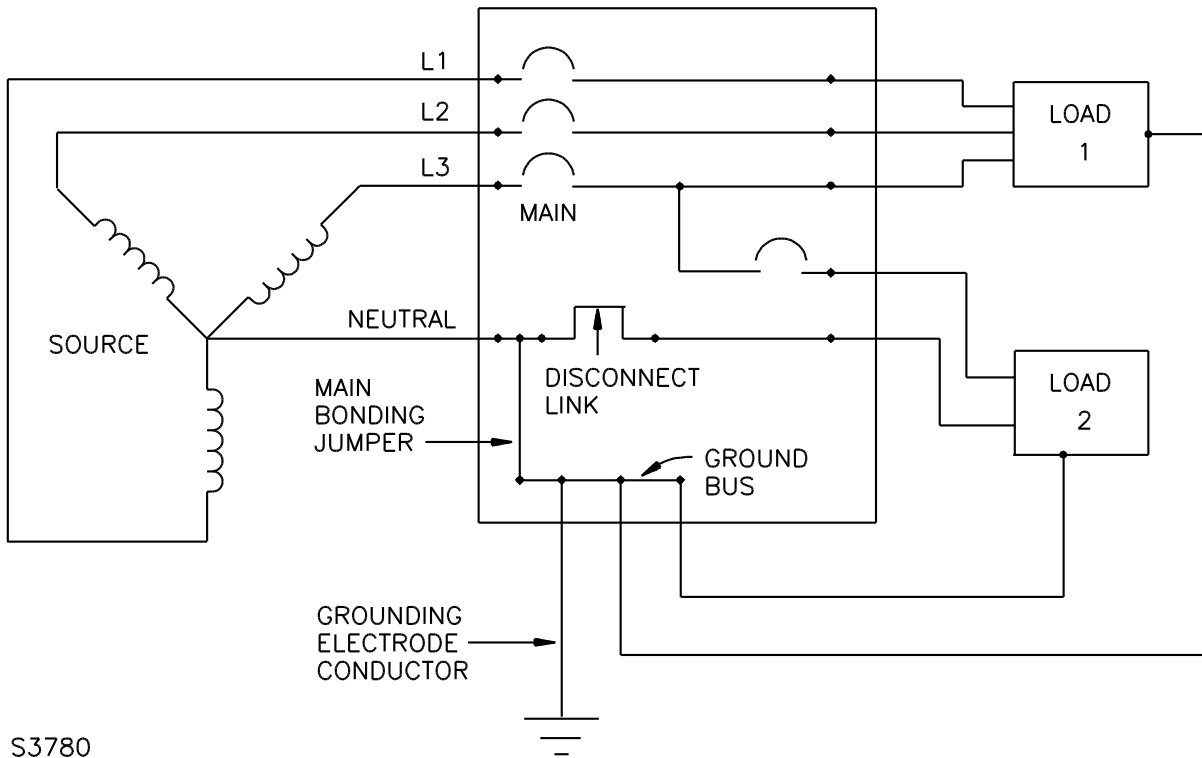 L1
L2
L3
MAIN
LOAD
1
SOURCE
NEUTRAL
DISCONNECT
LINK
MAIN
BONDING
JUMPER
LOAD
2
GROUND
BUS
GROUNDING
ELECTRODE
CONDUCTOR
S3780